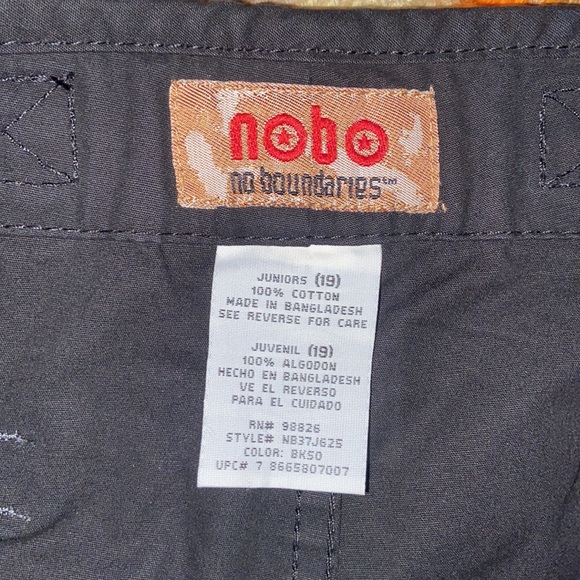 nobo
no boundaries™
JUNIORS (19)
100% COTTON
MADE IN BANGLADESH
SEE REVERSE FOR CARE
JUVENIL (19)
100% ALGODON
HECHO EN BANGLADESH
VE EL REVERSO
PARA EL CUIDADO
RN# 98826
STYLE# NB37J625
COLOR: BK50
UPC# 7 8665807007